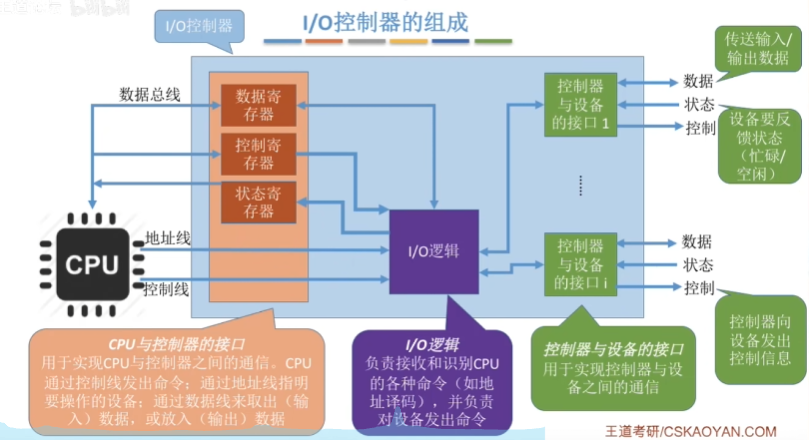 I/O控制器的组成
I/O控制器
数据总线
数据寄
存器
控制寄
存器
状态寄
存器
CPU
地址线
控制线
I/O逻辑
控制器
与设备
的接口 1
数据
状态
控制
......
控制器
与设备
的接口 i
数据
状态
控制
传送输入/
输出数据
设备要反
馈状态
（忙碌/
空闲）
控制器向
设备发出
控制信息
CPU与控制器的接口
用于实现CPU与控制器之间的通信。CPU
通过控制线发出命令；通过地址线指明
要操作的设备；通过数据线来取出（输
入）数据，或放入（输出）数据
I/O逻辑
负责接收和识别CPU
的各种命令（如地
址译码），并负责
对设备发出命令
控制器与设备的接口
用于实现控制器与设
备之间的通信
王道考研/CSKAOYAN.COM